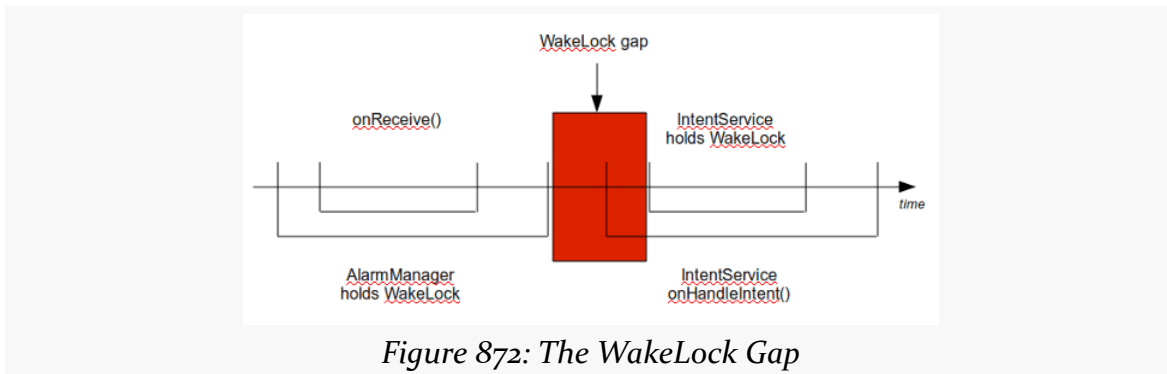 WakeLock gap
onReceive()
IntentService
holds WakeLock
time
AlarmManager
holds WakeLock
IntentService
onHandleIntent()
Figure 872: The WakeLock Gap